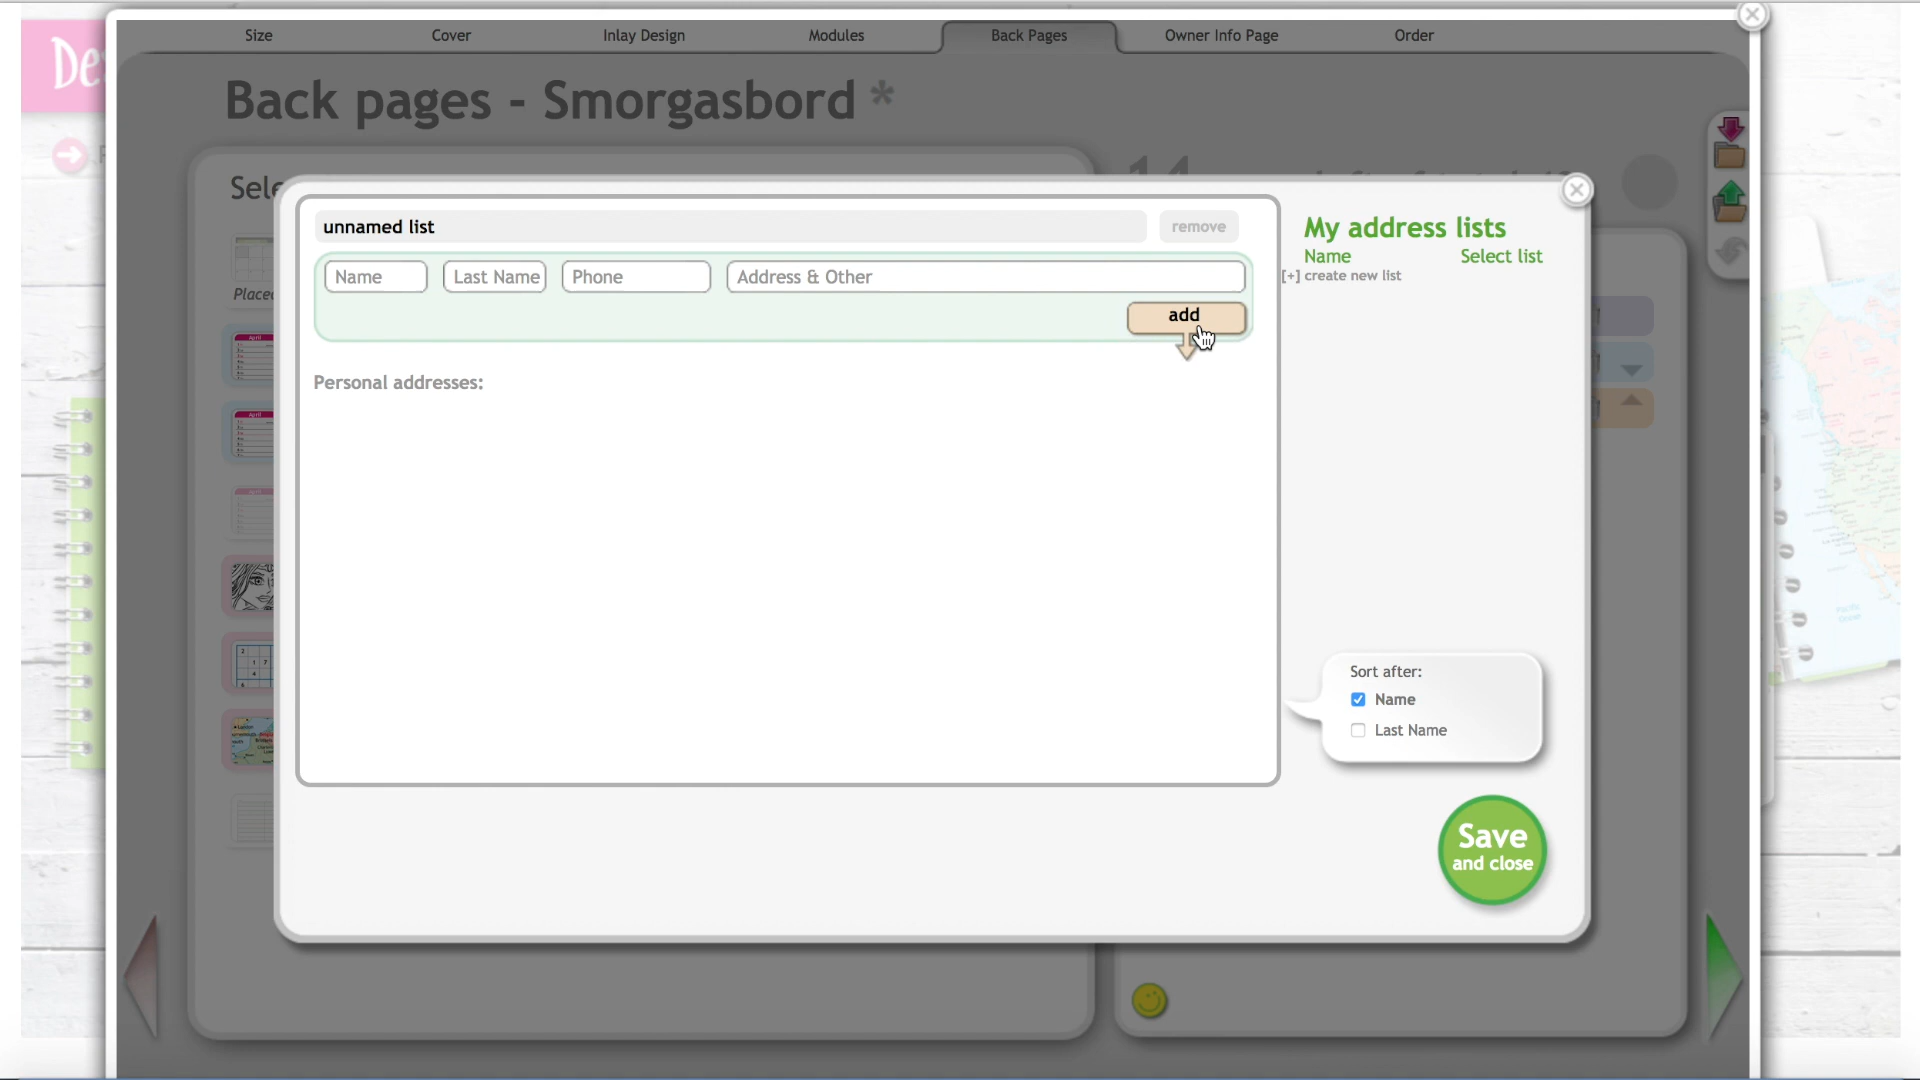 Size Cover Inlay Design Modules Back Pages Owner Info Page Order
Back pages - Smorgasbord *
unnamed list
remove
Name Last Name Phone Address & Other
add
Personal addresses:
My address lists
Name Select list
[+] create new list
Sort after:
Name
Last Name
Save
and close